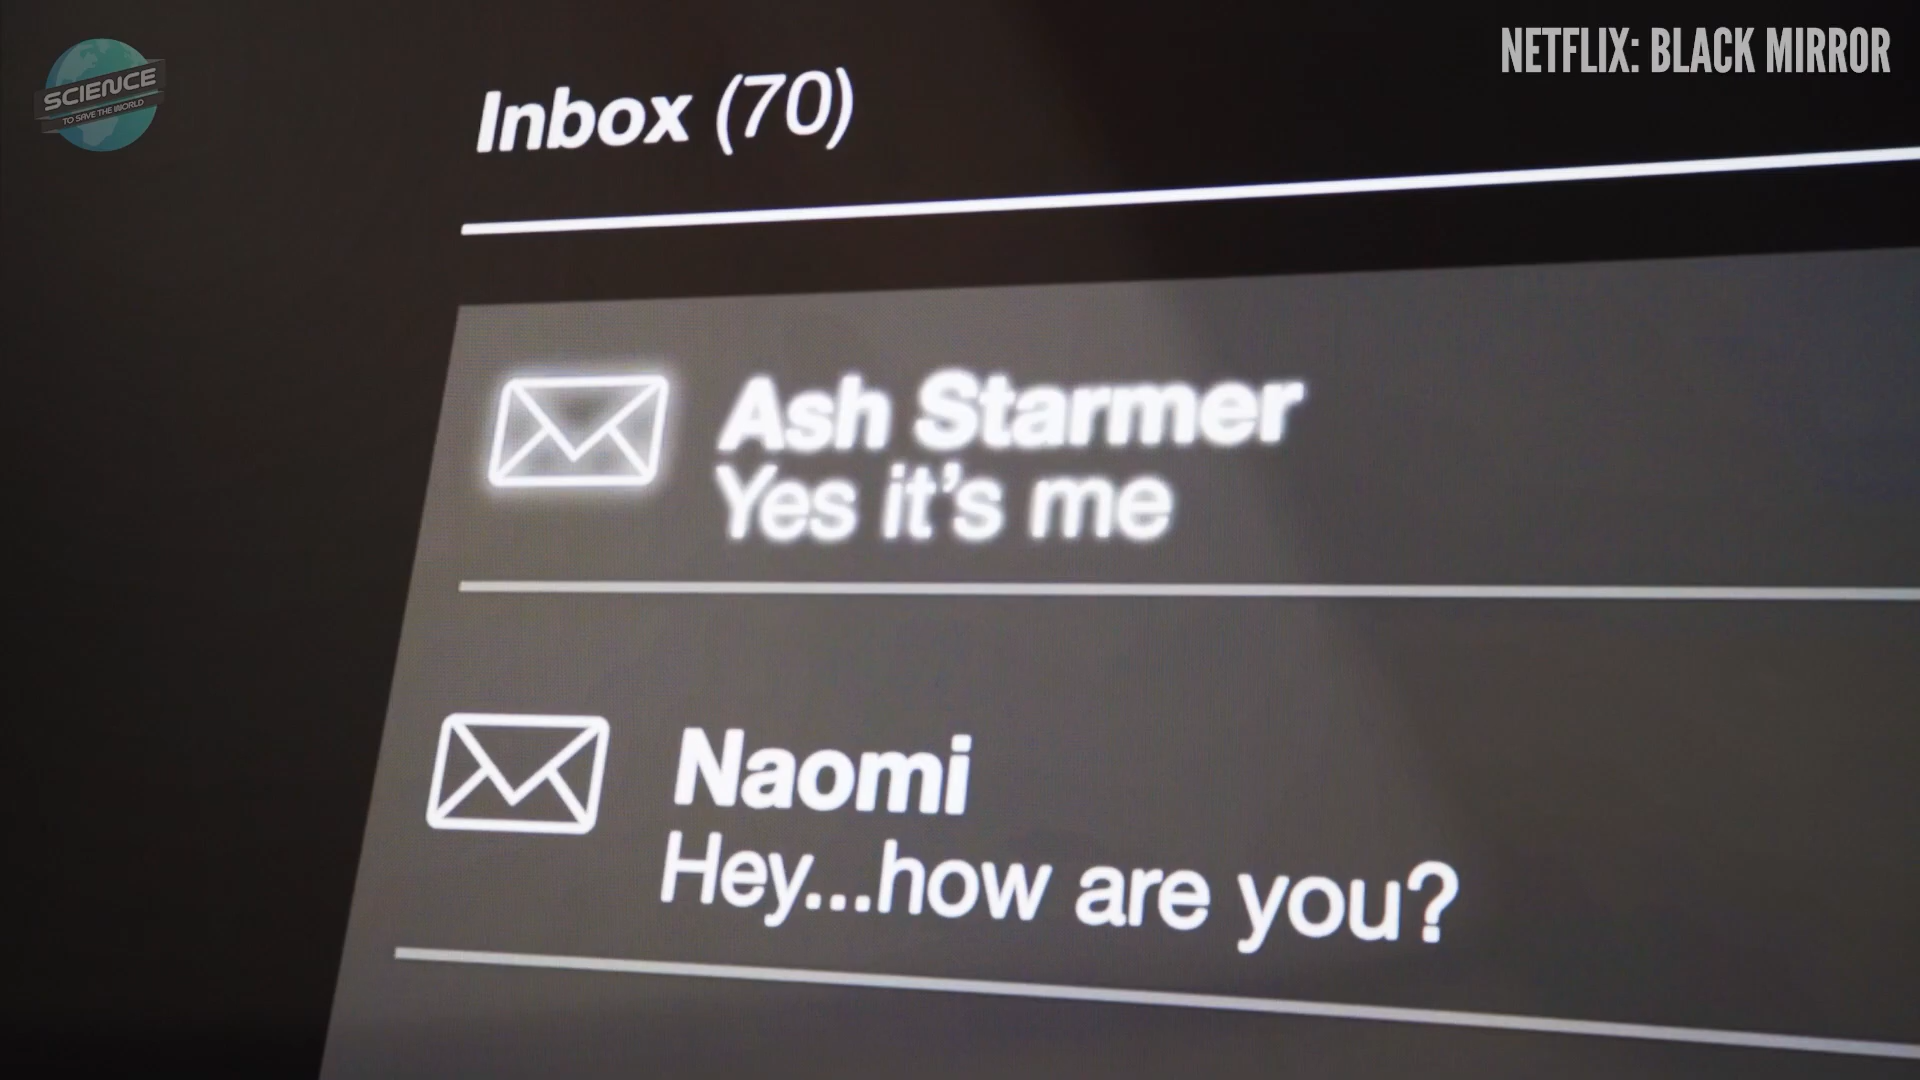 SCIENCE
TO SAVE THE WORLD
NETFLIX: BLACK MIRROR
Inbox (70)
Ash Starmer
Yes it's me
Naomi
Hey...how are you?